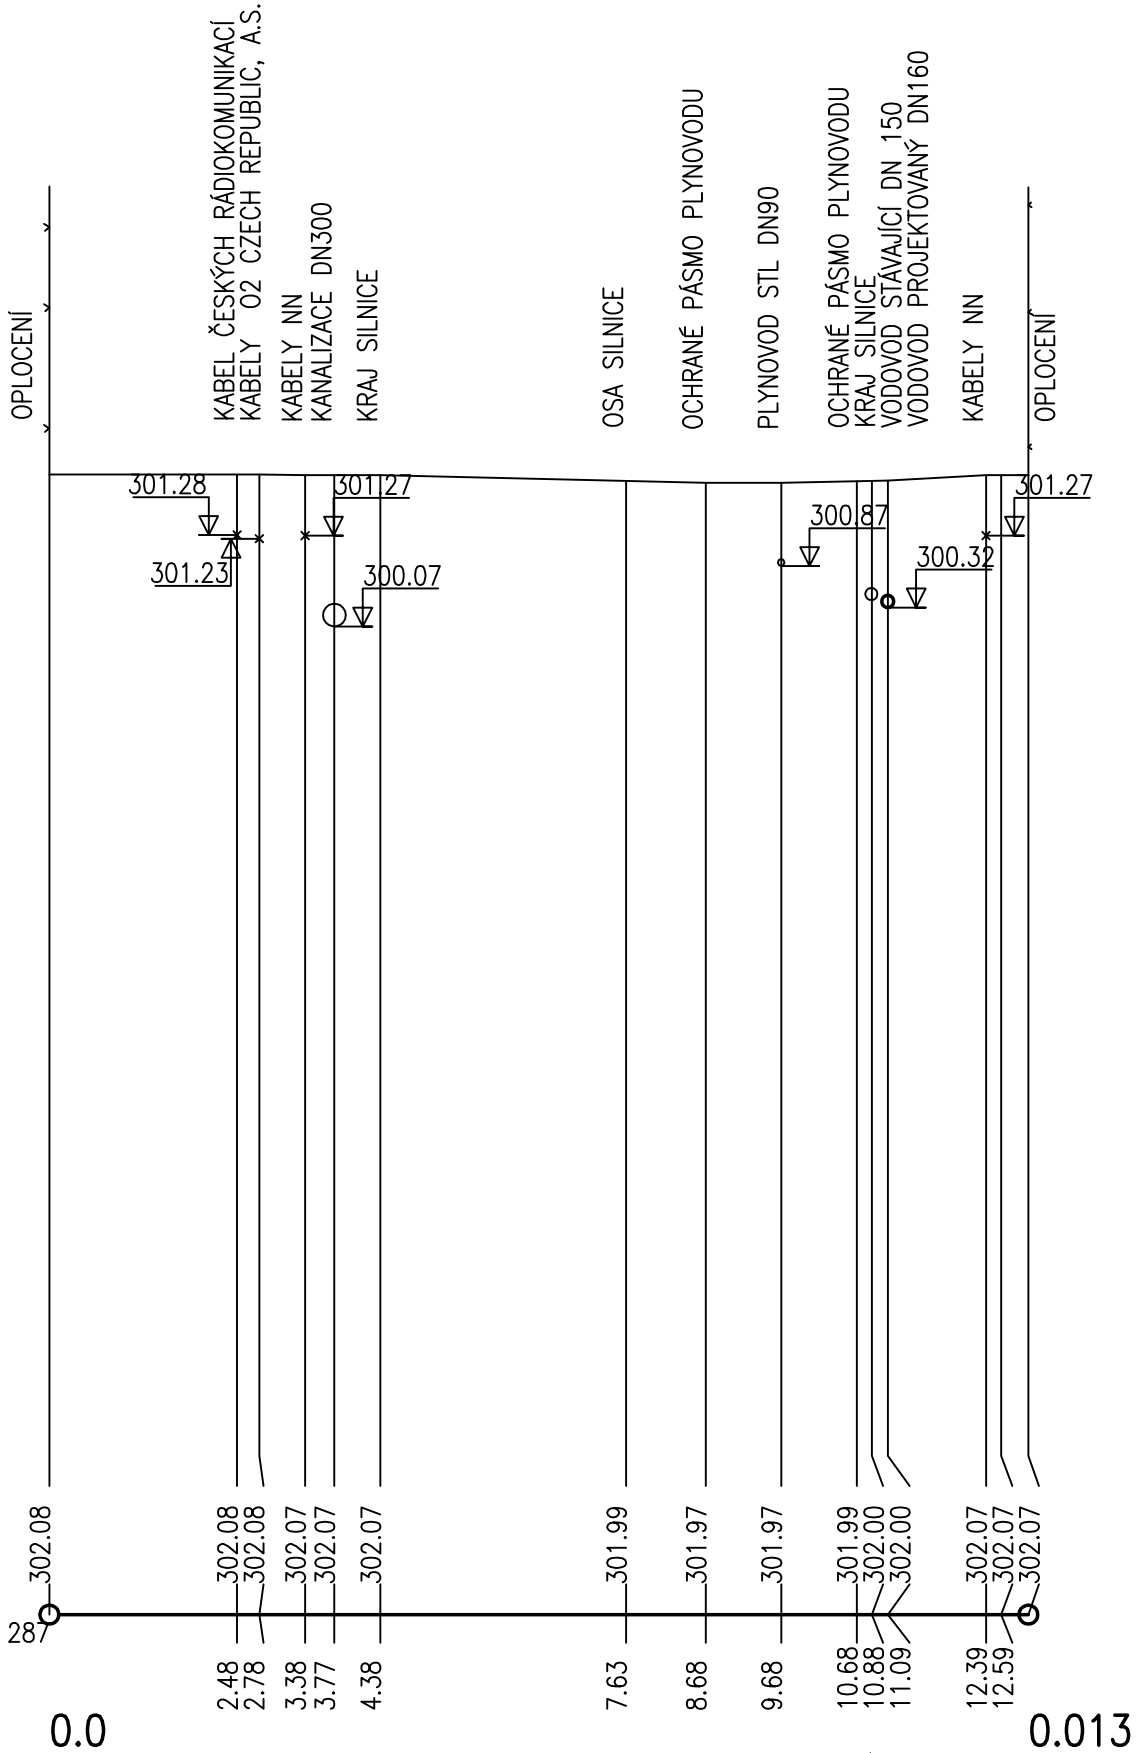 OPLOCENÍ
KABEL ČESKÝCH RÁDIOKOMUNIKACÍ
KABELY O2 CZECH REPUBLIC, A.S.
KABELY NN
KANALIZACE DN300
KRAJ SILNICE
OSA SILNICE
OCHRANÉ PÁSMO PLYNOVODU
PLYNOVOD STL DN90
OCHRANÉ PÁSMO PLYNOVODU
KRAJ SILNICE
VODOVOD STÁVAJÍCÍ DN 150
VODOVOD PROJEKTOVANÝ DN160
KABELY NN
OPLOCENÍ
301.28
301.23
301.27
300.07
300.87
300.32
301.27
302.08
302.08
302.08
302.07
302.07
302.07
301.99
301.97
301.97
301.99
302.00
302.00
302.07
302.07
302.07
287
2.48
2.78
3.38
3.77
4.38
7.63
8.68
9.68
10.68
10.88
11.09
12.39
12.59
0.0
0.013